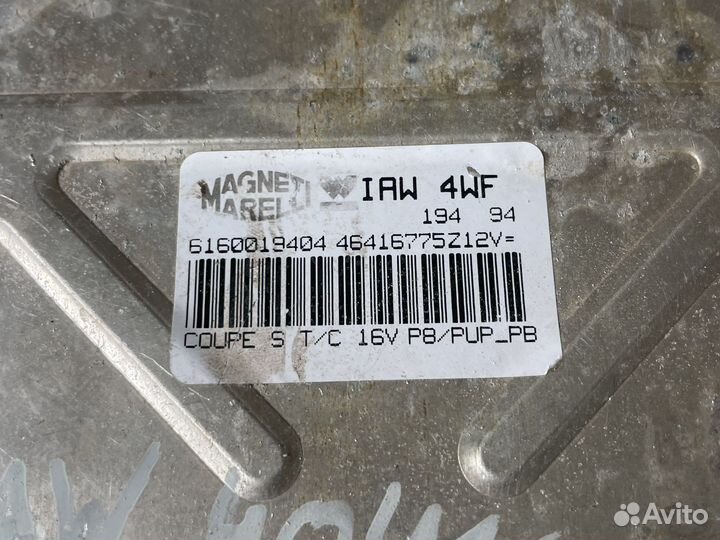 MAGNETI
MARELLI
IAW 4WF
194 94
6160019404 46416775Z12V=
COUPE S T/C 16V P8/PUP_PB
Avito